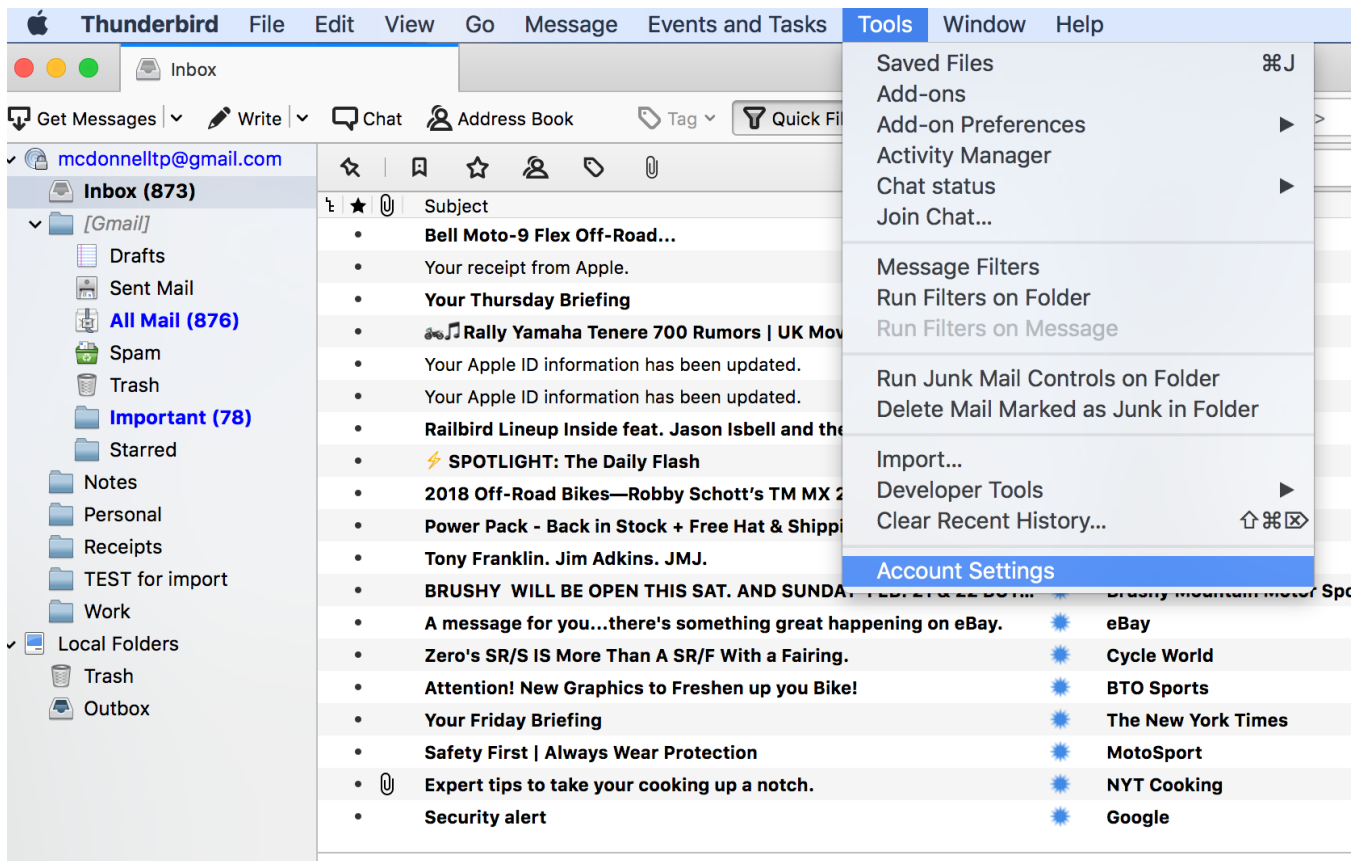 Thunderbird File Edit View Go Message Events and Tasks Tools Window Help
Inbox
Get Messages Write Chat Address Book Tag Quick Fil
mcdonnelltp@gmail.com
Inbox (873)
[Gmail]
Drafts
Sent Mail
All Mail (876)
Spam
Trash
Important (78)
Starred
Notes
Personal
Receipts
TEST for import
Work
Local Folders
Trash
Outbox
Subject
Bell Moto-9 Flex Off-Road...
Your receipt from Apple.
Your Thursday Briefing
🏍🎵Rally Yamaha Tenere 700 Rumors | UK Mov
Your Apple ID information has been updated.
Your Apple ID information has been updated.
Railbird Lineup Inside feat. Jason Isbell and the
⚡ SPOTLIGHT: The Daily Flash
2018 Off-Road Bikes—Robby Schott’s TM MX 2
Power Pack - Back in Stock + Free Hat & Shippi
Tony Franklin. Jim Adkins. JMJ.
BRUSHY WILL BE OPEN THIS SAT. AND SUNDAY FEB. 21 & 22 BUT... Brushy Mountain Motor Spo
A message for you...there's something great happening on eBay. eBay
Zero's SR/S IS More Than A SR/F With a Fairing. Cycle World
Attention! New Graphics to Freshen up you Bike! BTO Sports
Your Friday Briefing The New York Times
Safety First | Always Wear Protection MotoSport
Expert tips to take your cooking up a notch. NYT Cooking
Security alert Google
Saved Files ⌘J
Add-ons
Add-on Preferences
Activity Manager
Chat status
Join Chat...
Message Filters
Run Filters on Folder
Run Filters on Message
Run Junk Mail Controls on Folder
Delete Mail Marked as Junk in Folder
Import...
Developer Tools
Clear Recent History... ⇧⌘⌦
Account Settings